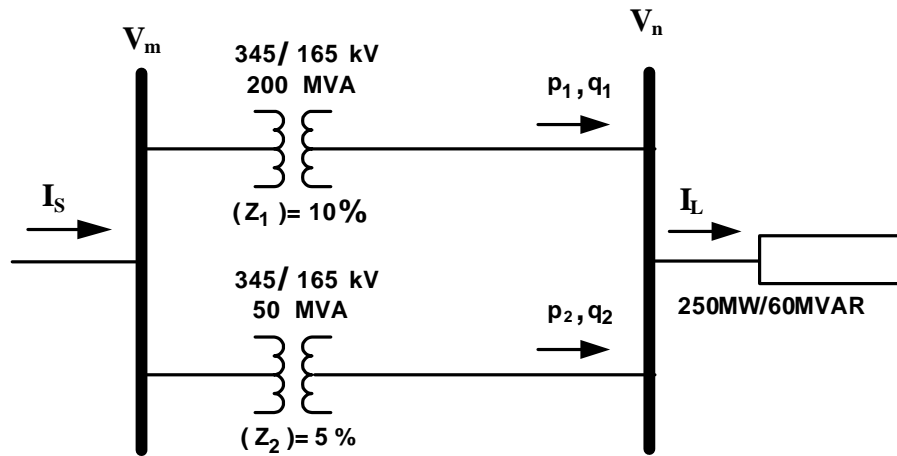 V_m
V_n
345/ 165 kV
200 MVA
p_1, q_1
I_S
(Z_1)= 10%
I_L
345/ 165 kV
50 MVA
p_2, q_2
250MW/60MVAR
(Z_2)= 5 %